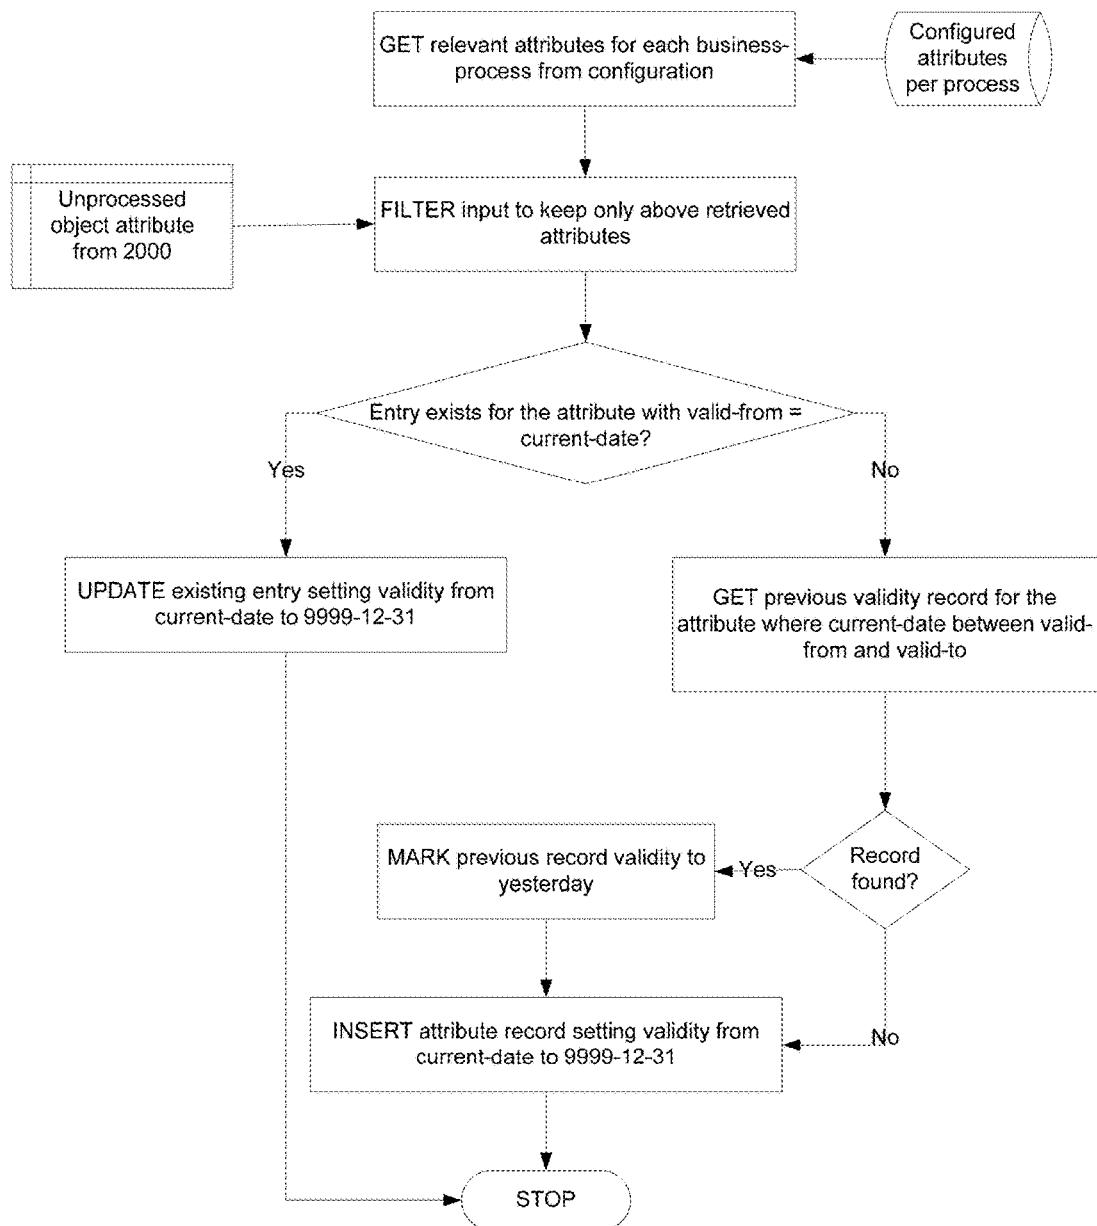 GET relevant attributes for each business-
process from configuration
Configured
attributes
per process
Unprocessed
object attribute
from 2000
FILTER input to keep only above retrieved
attributes
Entry exists for the attribute with valid-from =
current-date?
Yes
No
UPDATE existing entry setting validity from
current-date to 9999-12-31
GET previous validity record for the
attribute where current-date between valid-
from and valid-to
MARK previous record validity to
yesterday
Yes
Record
found?
INSERT attribute record setting validity from
current-date to 9999-12-31
No
STOP